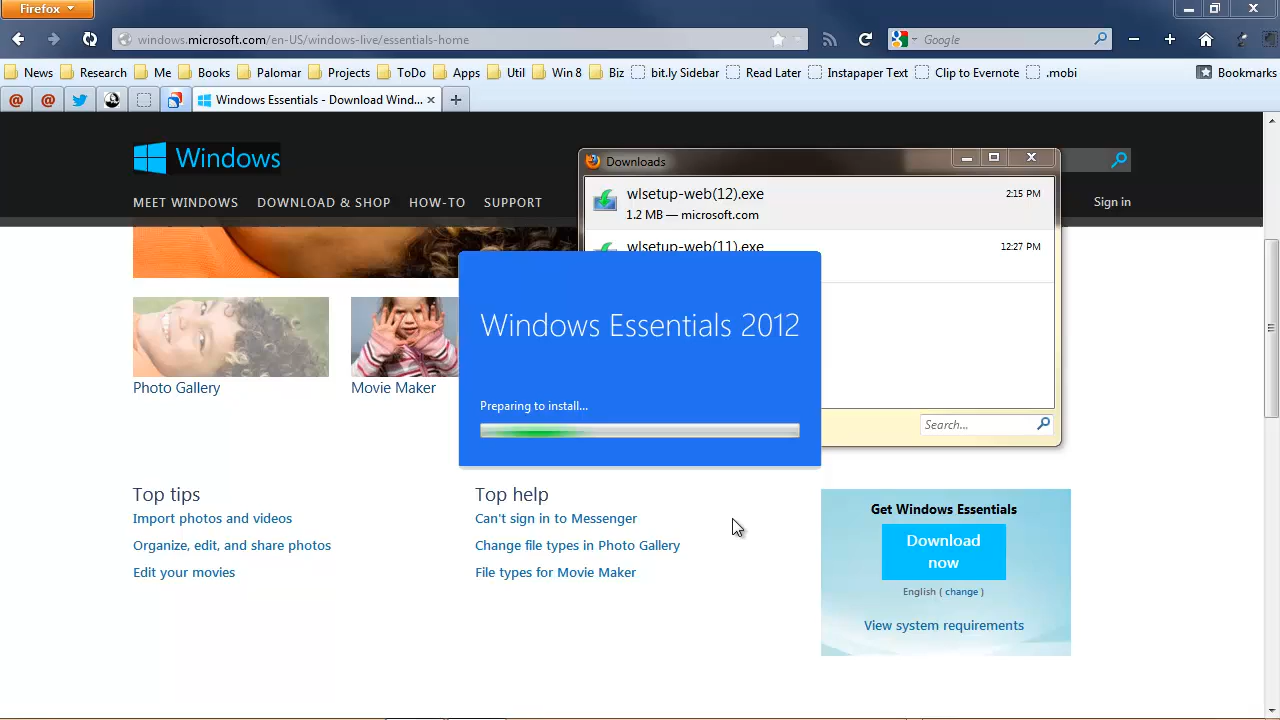 Firefox
windows.microsoft.com/en-US/windows-live/essentials-home
Google
News Research Me Books Palomar Projects ToDo Apps Util Win 8 Biz bit.ly Sidebar Read Later Instapaper Text Clip to Evernote .mobi Bookmarks
Windows Essentials - Download Wind...
Windows
MEET WINDOWS DOWNLOAD & SHOP HOW-TO SUPPORT
Sign in
Downloads
wlsetup-web(12).exe 2:15 PM
1.2 MB — microsoft.com
wlsetup-web(11).exe 12:27 PM
Search...
Windows Essentials 2012
Preparing to install...
Photo Gallery Movie Maker
Top tips
Import photos and videos
Organize, edit, and share photos
Edit your movies
Top help
Can't sign in to Messenger
Change file types in Photo Gallery
File types for Movie Maker
Get Windows Essentials
Download
now
English ( change )
View system requirements